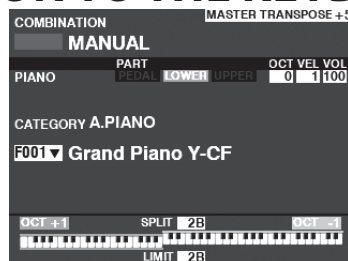 MASTER TRANSPOSE +5
COMBINATION
MANUAL
PART OCT VEL VOL
PIANO PEDAL LOWER UPPER 0 1 100
CATEGORY A.PIANO
F001▼ Grand Piano Y-CF
OCT +1 SPLIT 2B OCT -1
LIMIT 2B